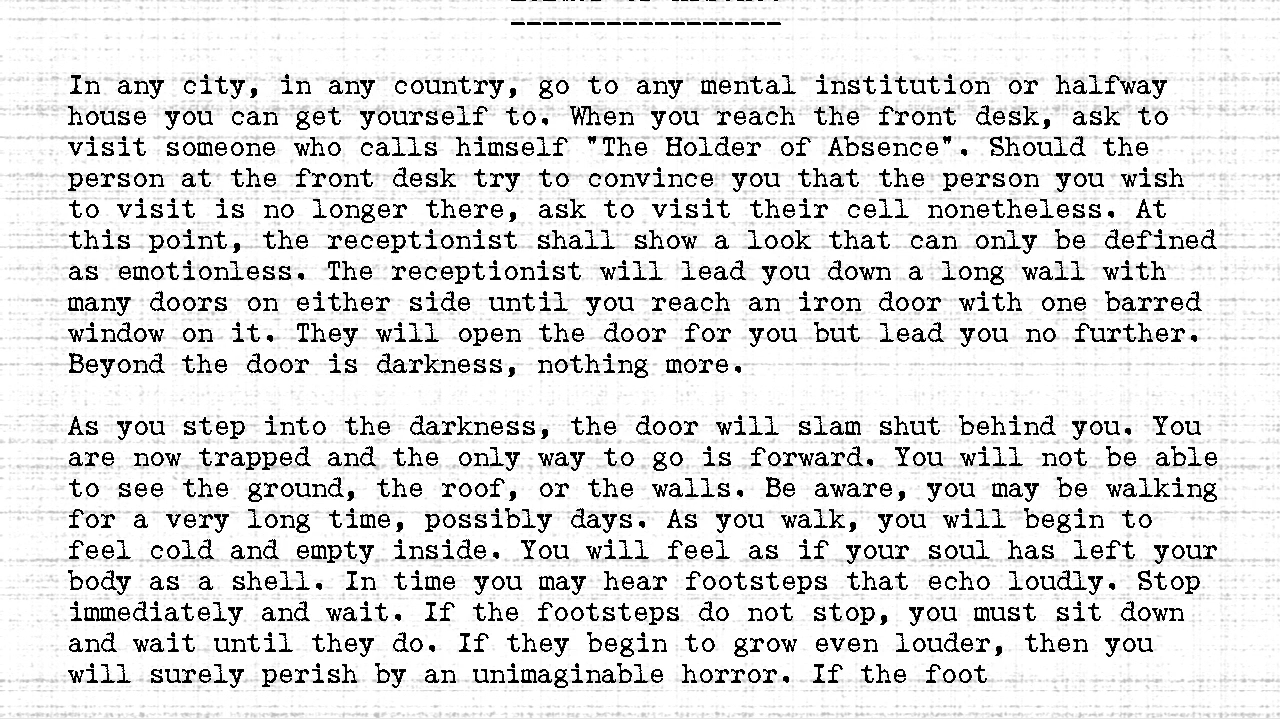 In any city, in any country, go to any mental institution or halfway
house you can get yourself to. When you reach the front desk, ask to
visit someone who calls himself "The Holder of Absence". Should the
person at the front desk try to convince you that the person you wish
to visit is no longer there, ask to visit their cell nonetheless. At
this point, the receptionist shall show a look that can only be defined
as emotionless. The receptionist will lead you down a long wall with
many doors on either side until you reach an iron door with one barred
window on it. They will open the door for you but lead you no further.
Beyond the door is darkness, nothing more.
As you step into the darkness, the door will slam shut behind you. You
are now trapped and the only way to go is forward. You will not be able
to see the ground, the roof, or the walls. Be aware, you may be walking
for a very long time, possibly days. As you walk, you will begin to
feel cold and empty inside. You will feel as if your soul has left your
body as a shell. In time you may hear footsteps that echo loudly. Stop
immediately and wait. If the footsteps do not stop, you must sit down
and wait until they do. If they begin to grow even louder, then you
will surely perish by an unimaginable horror. If the foot